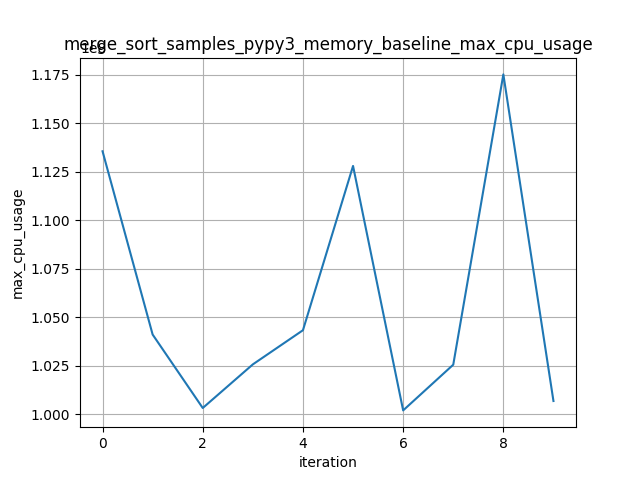 merge_sort_samples_pypy3_memory_baseline_max_cpu_usage
1.175
1.150
1.125
1.100
1.075
1.050
1.025
1.000
max_cpu_usage
0 2 4 6 8
iteration